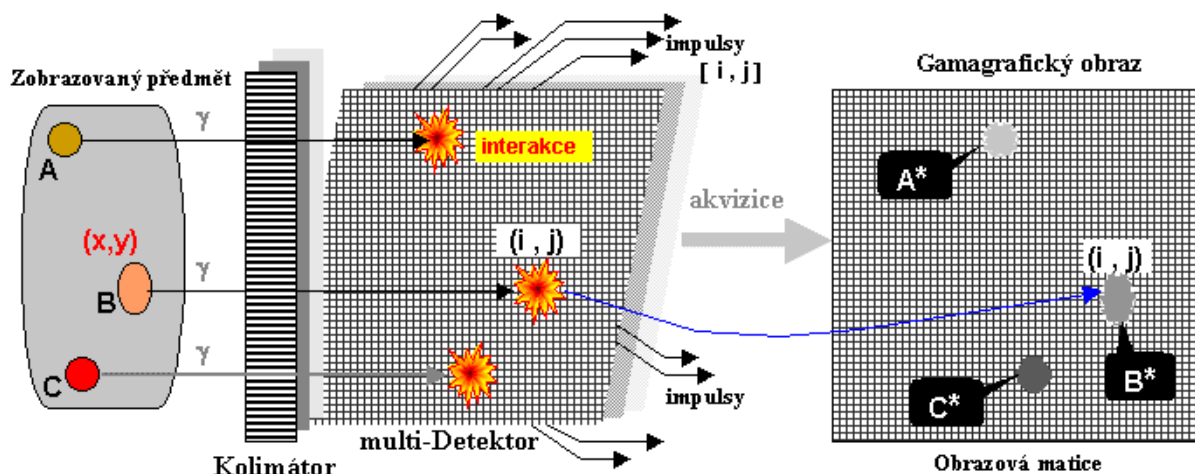 impulsy
[ i , j ]
Zobrazovaný předmět
Gamagrafický obraz
γ
interakce
A
A*
akvizice
(x,y)
(i , j)
(i , j)
γ
B
γ
C
B*
C*
impulsy
multi-Detektor
Kolimátor
Obrazová matice